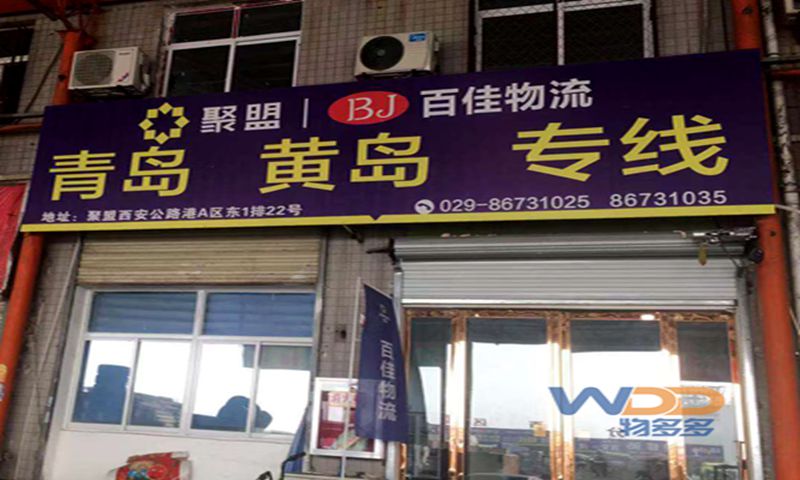 聚盟 | BJ 百佳物流
青岛 黄岛 专线
地址：聚盟西安公路港A区东1排22号 029-86731025 86731035
百佳物流
WDD
物多多